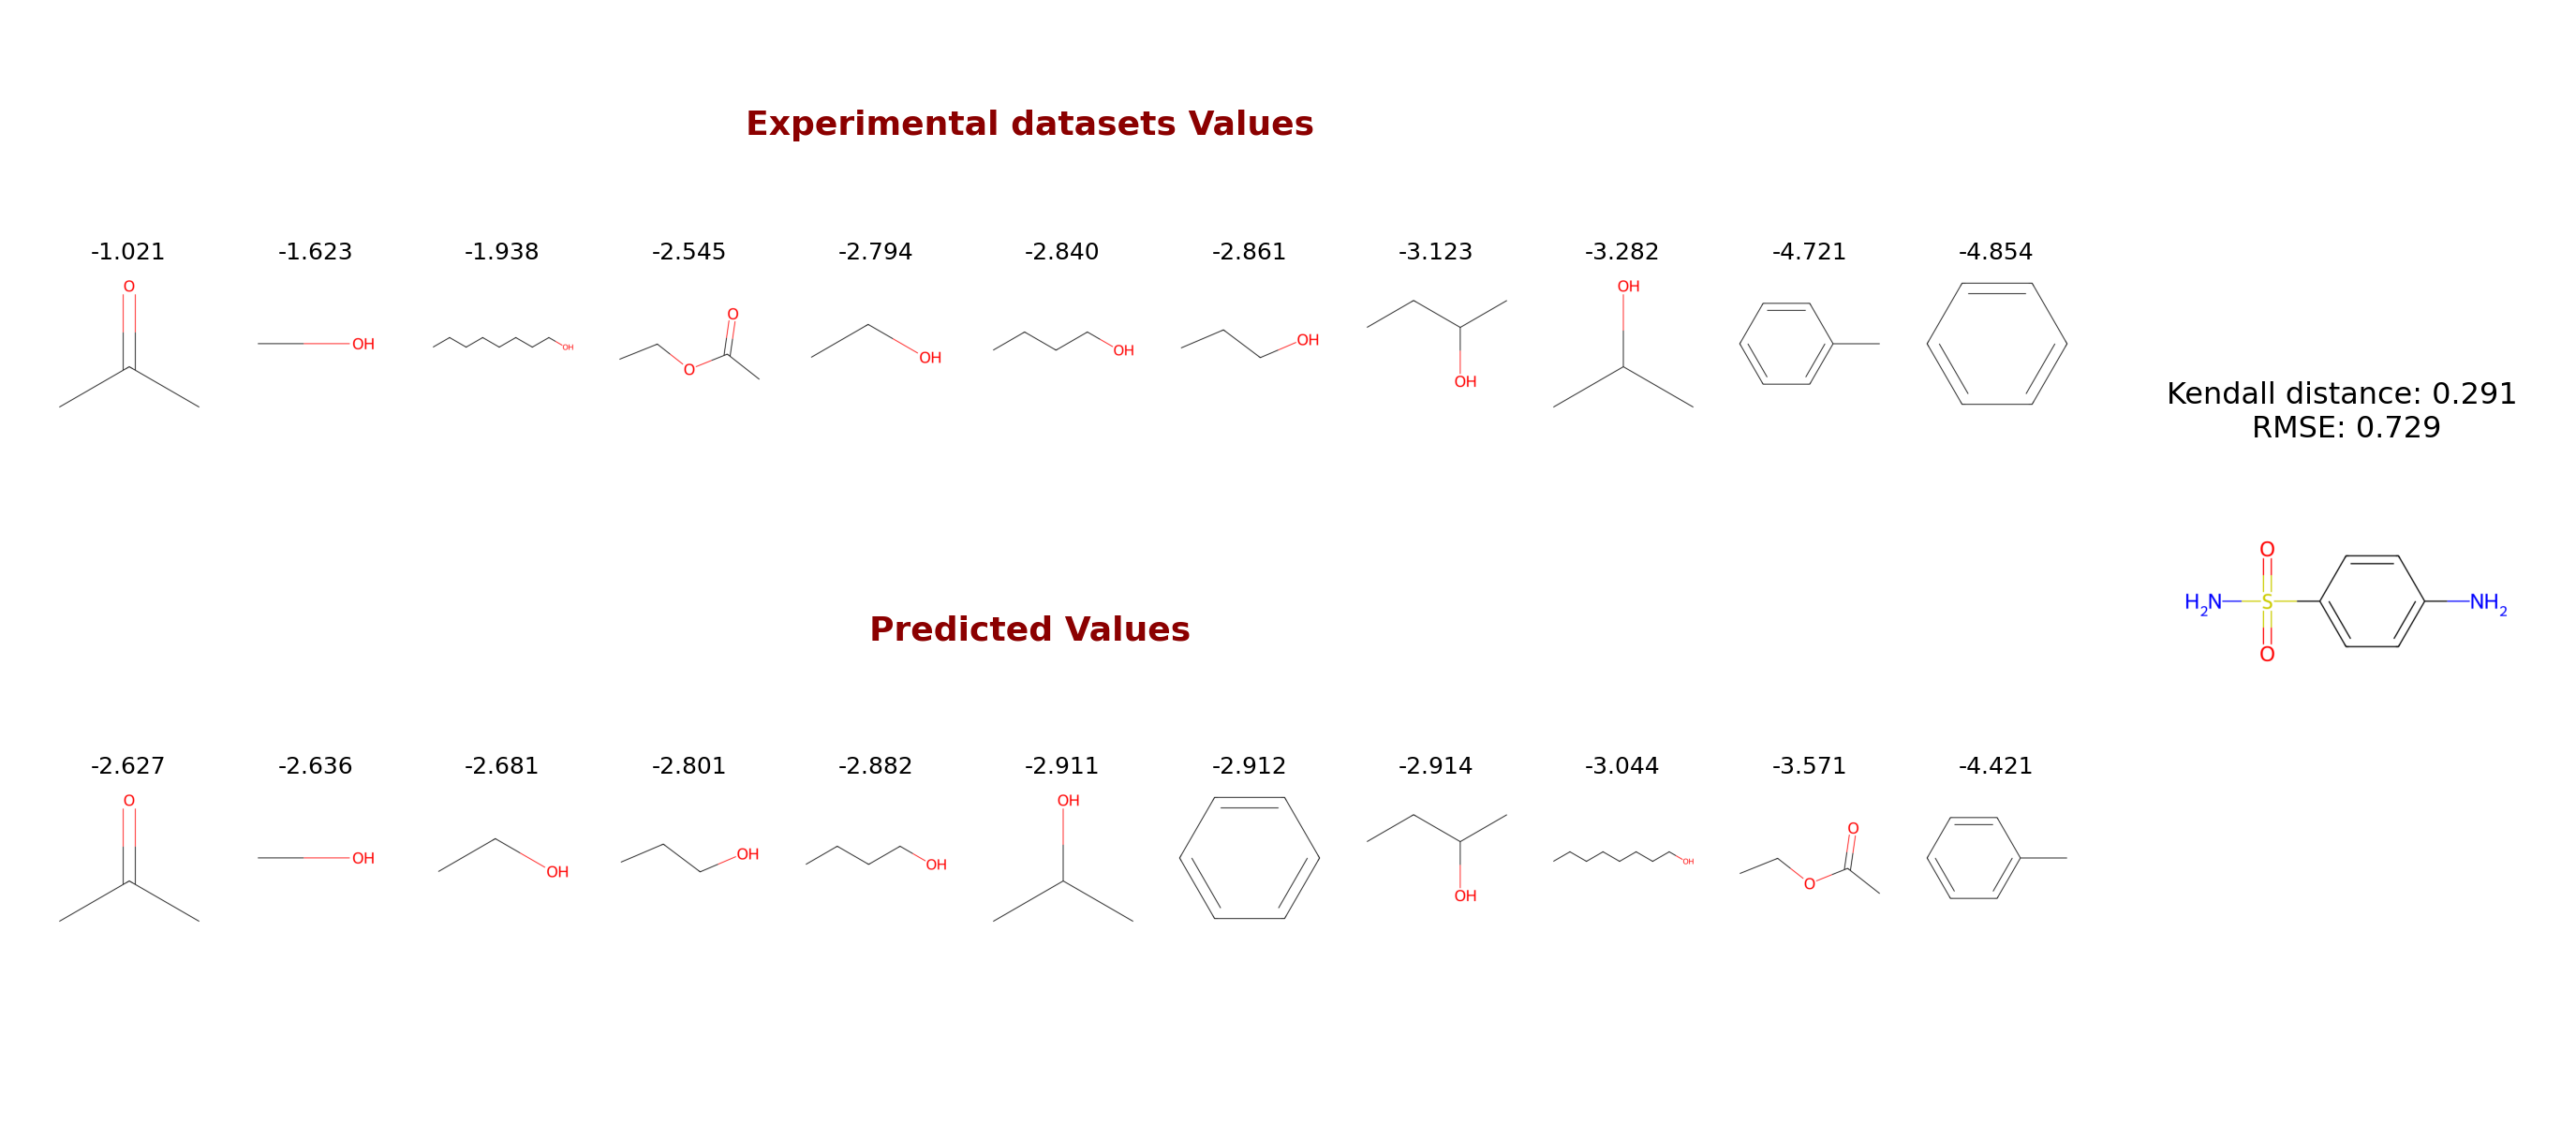 Experimental datasets Values
-1.021 -1.623 -1.938 -2.545 -2.794 -2.840 -2.861 -3.123 -3.282 -4.721 -4.854
O OH OH O O OH OH OH OH OH
Kendall distance: 0.291
RMSE: 0.729
O
H2N S NH2
O
Predicted Values
-2.627 -2.636 -2.681 -2.801 -2.882 -2.911 -2.912 -2.914 -3.044 -3.571 -4.421
O OH OH OH OH OH OH OH O O